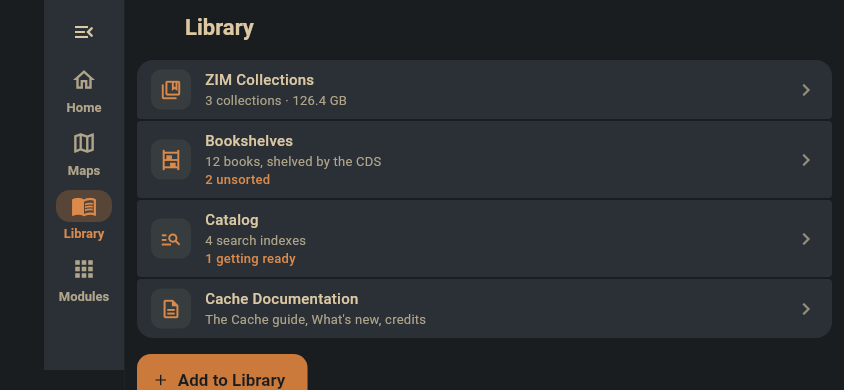 Library
Home
Maps
Library
Modules
ZIM Collections
3 collections · 126.4 GB
Bookshelves
12 books, shelved by the CDS
2 unsorted
Catalog
4 search indexes
1 getting ready
Cache Documentation
The Cache guide, What's new, credits
+ Add to Library